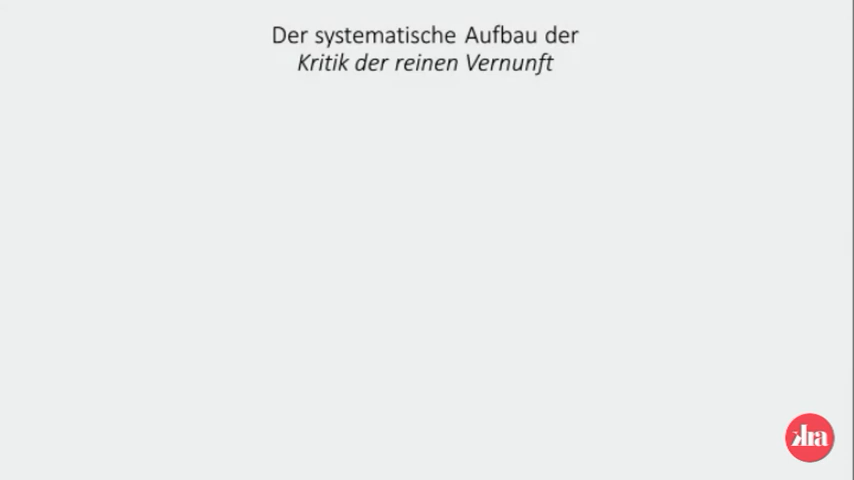 Der systematische Aufbau der
Kritik der reinen Vernunft